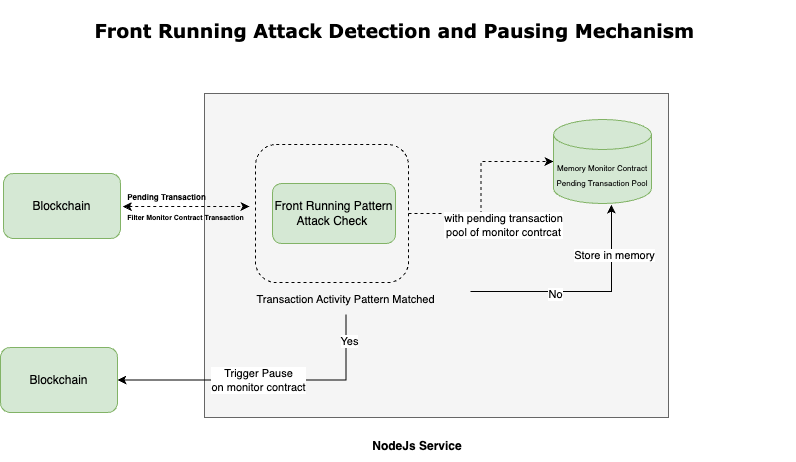 Front Running Attack Detection and Pausing Mechanism
Memory Monitor Contract
Pending Transaction Pool
Blockchain
Pending Transaction
Filter Monitor Contract Transaction
Front Running Pattern
Attack Check
with pending transaction
pool of monitor contrcat
Store in memory
Transaction Activity Pattern Matched
No
Yes
Blockchain
Trigger Pause
on monitor contract
NodeJs Service